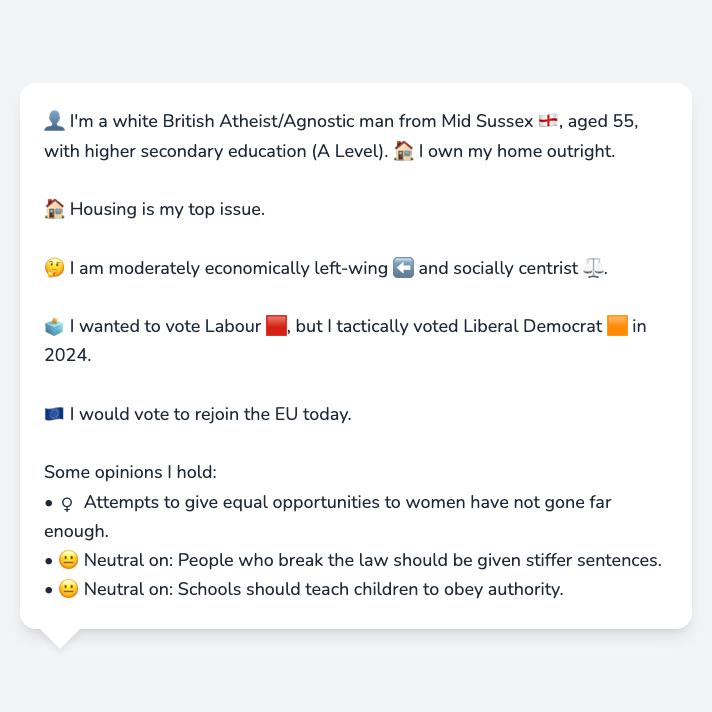 👤 I'm a white British Atheist/Agnostic man from Mid Sussex 🏴󠁧󠁢󠁥󠁮󠁧󠁿, aged 55,
with higher secondary education (A Level). 🏠 I own my home outright.
🏠 Housing is my top issue.
🤔 I am moderately economically left-wing ⬅️ and socially centrist ⚖️.
🗳️ I wanted to vote Labour 🟥, but I tactically voted Liberal Democrat 🟧 in
2024.
🇪🇺 I would vote to rejoin the EU today.
Some opinions I hold:
• ♀️ Attempts to give equal opportunities to women have not gone far
enough.
• 😐 Neutral on: People who break the law should be given stiffer sentences.
• 😐 Neutral on: Schools should teach children to obey authority.